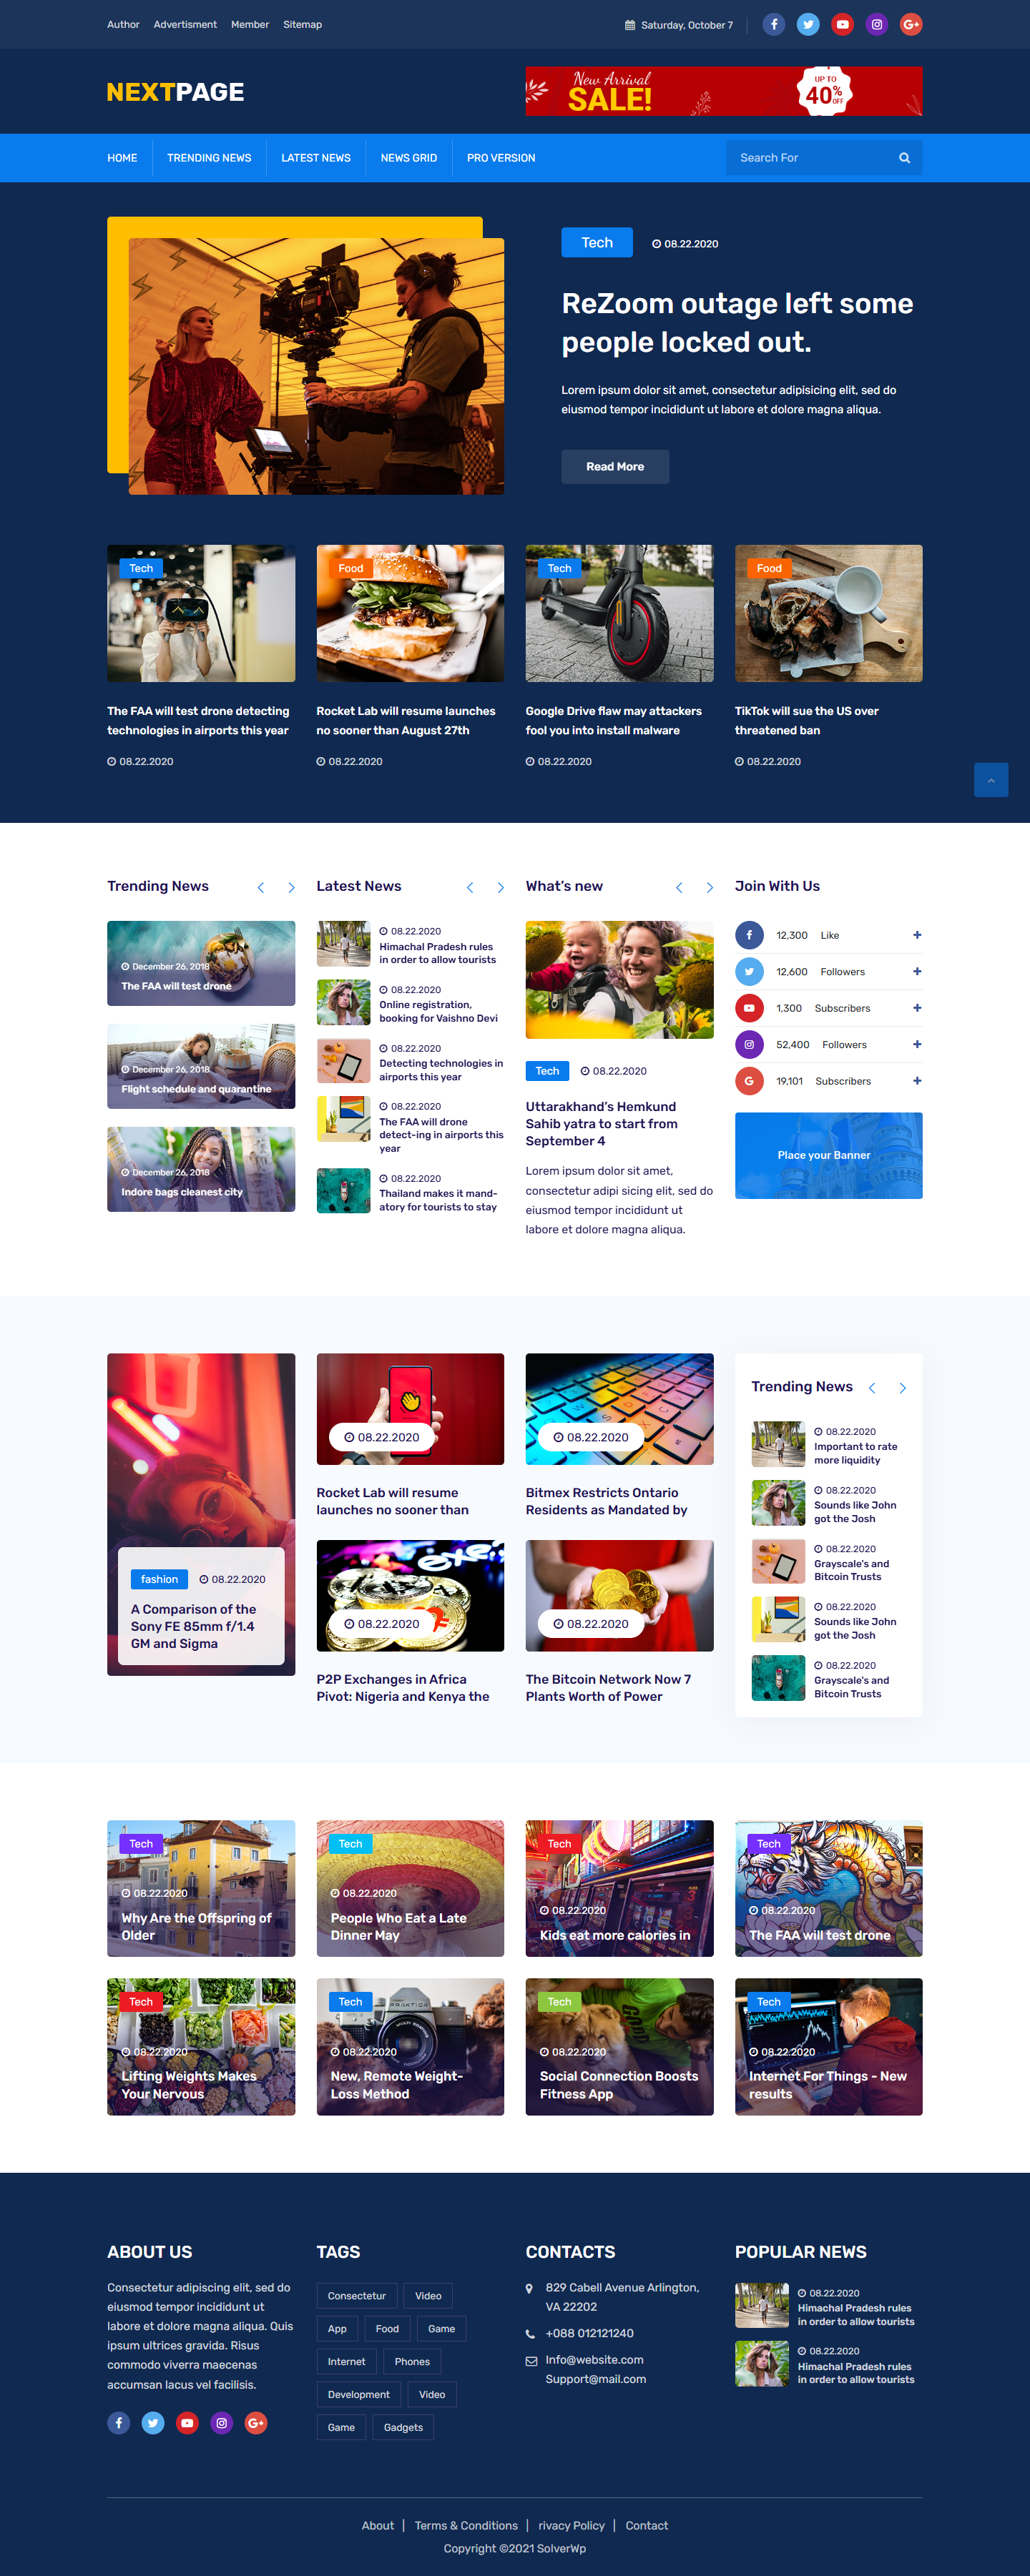 Author Advertisment Member Sitemap
Saturday, October 7
NEXTPAGE
New Arrival
SALE!
UP TO
40%
OFF
HOME TRENDING NEWS LATEST NEWS NEWS GRID PRO VERSION
Search For
Tech
08.22.2020
ReZoom outage left some
people locked out.
Lorem ipsum dolor sit amet, consectetur adipisicing elit, sed do
eiusmod tempor incididunt ut labore et dolore magna aliqua.
Read More
Tech
The FAA will test drone detecting
technologies in airports this year
08.22.2020
Food
Rocket Lab will resume launches
no sooner than August 27th
08.22.2020
Tech
Google Drive flaw may attackers
fool you into install malware
08.22.2020
Food
TikTok will sue the US over
threatened ban
08.22.2020
Trending News
December 26, 2018
The FAA will test drone
December 26, 2018
Flight schedule and quarantine
December 26, 2018
Indore bags cleanest city
Latest News
08.22.2020
Himachal Pradesh rules
in order to allow tourists
08.22.2020
Online registration,
booking for Vaishno Devi
08.22.2020
Detecting technologies in
airports this year
08.22.2020
The FAA will drone
detect-ing in airports this
year
08.22.2020
Thailand makes it mand-
atory for tourists to stay
What's new
Tech
08.22.2020
Uttarakhand's Hemkund
Sahib yatra to start from
September 4
Lorem ipsum dolor sit amet,
consectetur adipi sicing elit, sed do
eiusmod tempor incididunt ut
labore et dolore magna aliqua.
Join With Us
12,300 Like
12,600 Followers
1,300 Subscribers
52,400 Followers
19,101 Subscribers
Place your Banner
fashion
08.22.2020
A Comparison of the
Sony FE 85mm f/1.4
GM and Sigma
08.22.2020
Rocket Lab will resume
launches no sooner than
08.22.2020
Bitmex Restricts Ontario
Residents as Mandated by
08.22.2020
P2P Exchanges in Africa
Pivot: Nigeria and Kenya the
08.22.2020
The Bitcoin Network Now 7
Plants Worth of Power
Trending News
08.22.2020
Important to rate
more liquidity
08.22.2020
Sounds like John
got the Josh
08.22.2020
Grayscale's and
Bitcoin Trusts
08.22.2020
Sounds like John
got the Josh
08.22.2020
Grayscale's and
Bitcoin Trusts
Tech
08.22.2020
Why Are the Offspring of
Older
Tech
08.22.2020
People Who Eat a Late
Dinner May
Tech
08.22.2020
Kids eat more calories in
Tech
08.22.2020
The FAA will test drone
Tech
08.22.2020
Lifting Weights Makes
Your Nervous
Tech
PRAKTICA
08.22.2020
New, Remote Weight-
Loss Method
Tech
GOOD
08.22.2020
Social Connection Boosts
Fitness App
Tech
08.22.2020
Internet For Things - New
results
ABOUT US
Consectetur adipiscing elit, sed do
eiusmod tempor incididunt ut
labore et dolore magna aliqua. Quis
ipsum ultrices gravida. Risus
commodo viverra maecenas
accumsan lacus vel facilisis.
TAGS
Consectetur Video
App Food Game
Internet Phones
Development Video
Game Gadgets
CONTACTS
829 Cabell Avenue Arlington,
VA 22202
+088 012121240
Info@website.com
Support@mail.com
POPULAR NEWS
08.22.2020
Himachal Pradesh rules
in order to allow tourists
08.22.2020
Himachal Pradesh rules
in order to allow tourists
About | Terms & Conditions | rivacy Policy | Contact
Copyright ©2021 SolverWp